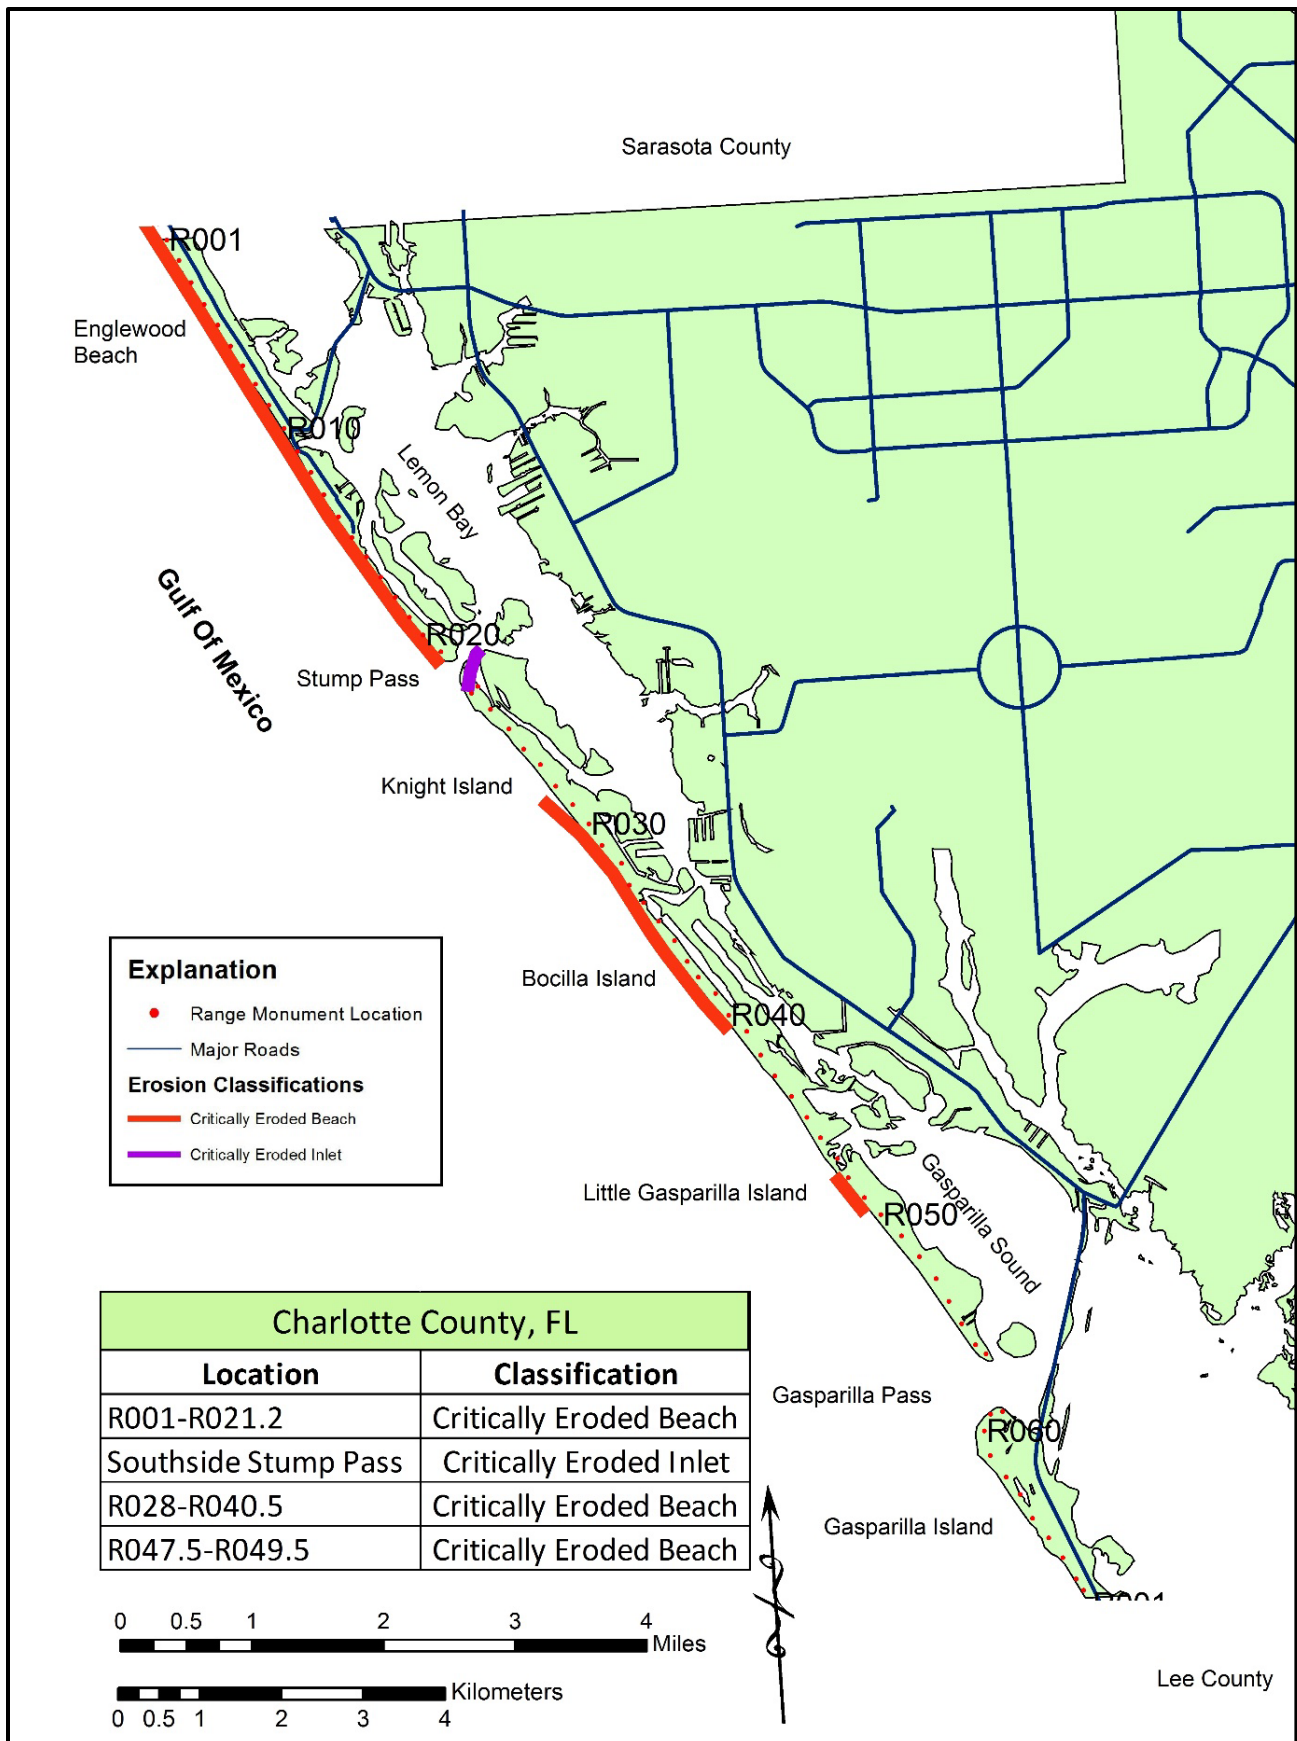 Sarasota County
R001
Englewood
Beach
R010
Lemon Bay
Gulf Of Mexico
R020
Stump Pass
Knight Island
R030
Bocilla Island
R040
Explanation
Range Monument Location
Major Roads
Erosion Classifications
Critically Eroded Beach
Critically Eroded Inlet
Little Gasparilla Island
R050
Gasparilla Sound
Charlotte County, FL
Location Classification
R001-R021.2 Critically Eroded Beach
Southside Stump Pass Critically Eroded Inlet
R028-R040.5 Critically Eroded Beach
R047.5-R049.5 Critically Eroded Beach
Gasparilla Pass
R060
Gasparilla Island
R001
0 0.5 1 2 3 4
Miles
Kilometers
0 0.5 1 2 3 4
Lee County